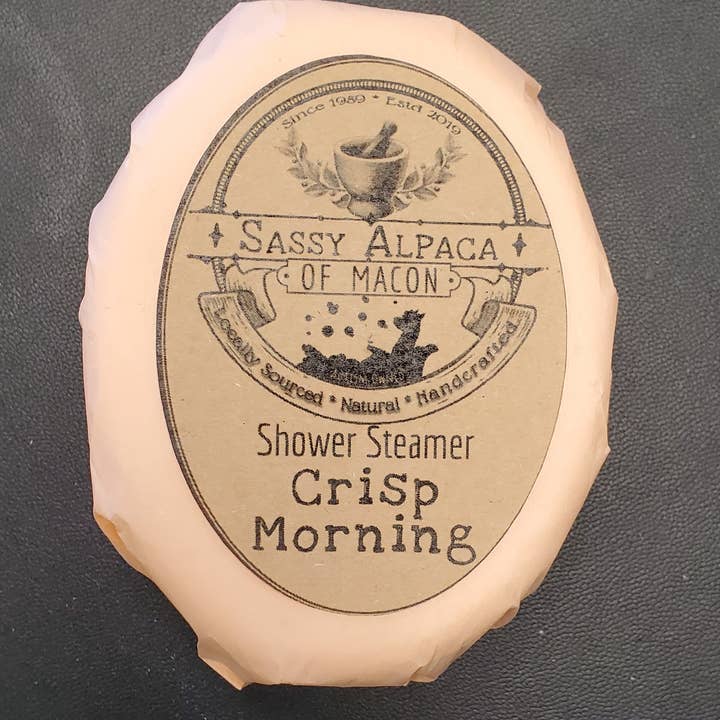 Since 1989 * Estd 2019
Sassy Alpaca
OF MACON
Locally Sourced * Natural * Handcrafted
Shower Steamer
Crisp
Morning